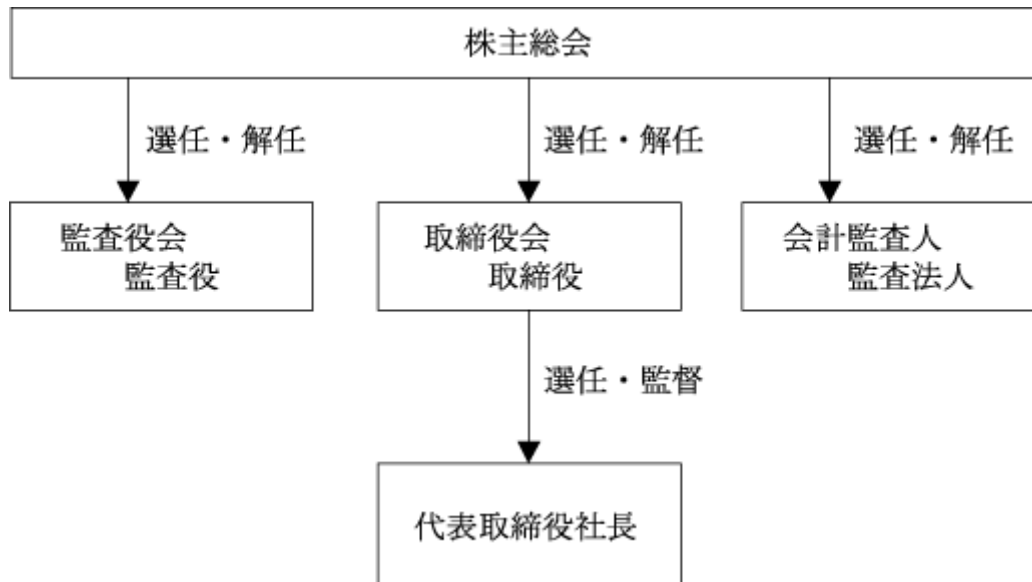 株主総会
選任・解任
選任・解任
選任・解任
監査役会
監査役
取締役会
取締役
会計監査人
監査法人
選任・監督
代表取締役社長